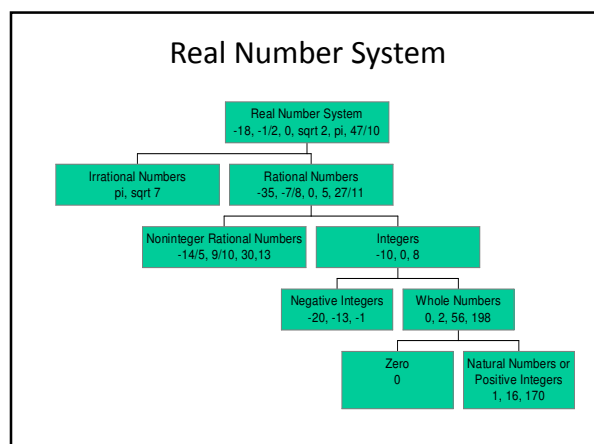 Real Number System
Real Number System
-18, -1/2, 0, sqrt 2, pi, 47/10
Irrational Numbers
pi, sqrt 7
Rational Numbers
-35, -7/8, 0, 5, 27/11
Noninteger Rational Numbers
-14/5, 9/10, 30,13
Integers
-10, 0, 8
Negative Integers
-20, -13, -1
Whole Numbers
0, 2, 56, 198
Zero
0
Natural Numbers or
Positive Integers
1, 16, 170